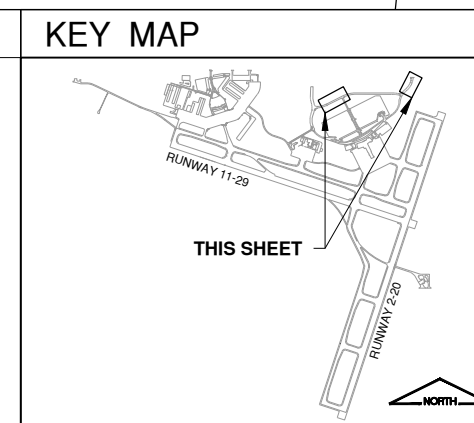 KEY MAP
RUNWAY 11-29
THIS SHEET
RUNWAY 2-20
NORTH